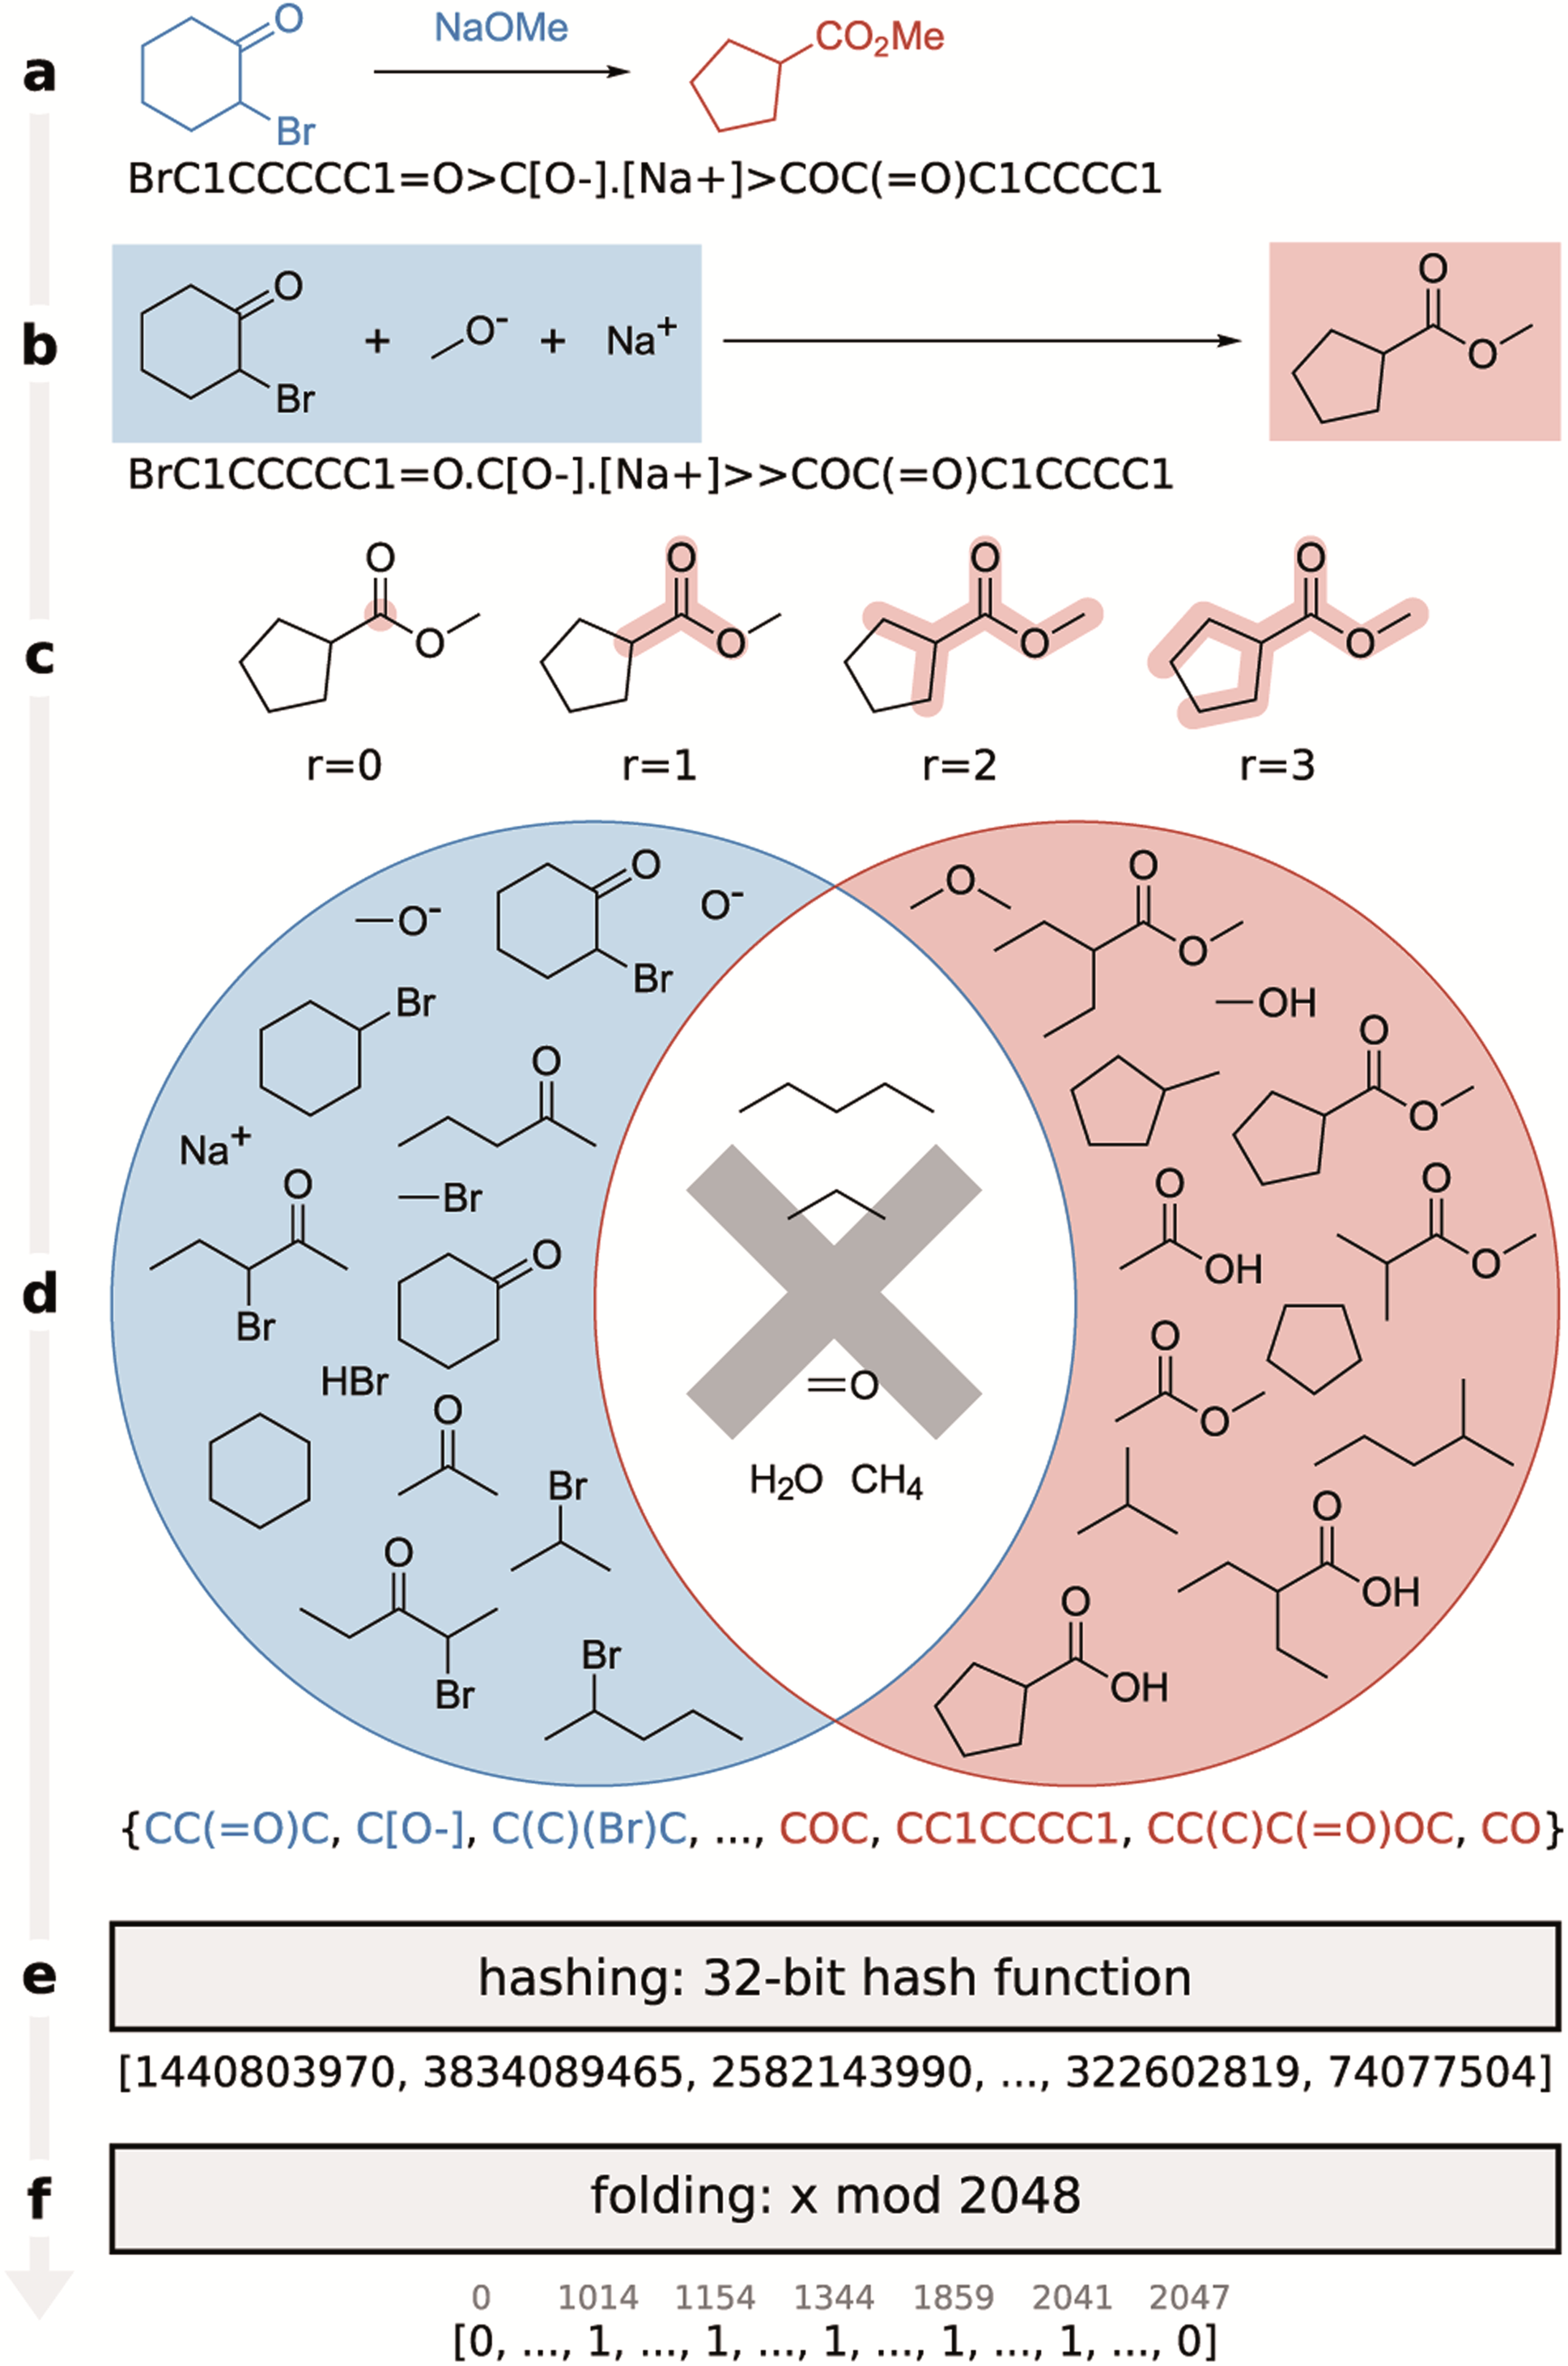 a
O
NaOMe
CO2Me
Br
BrC1CCCCC1=O>C[O-].[Na+]>COC(=O)C1CCCC1
b
O
Br
+
O-
+
Na+
O
O
BrC1CCCCC1=O.C[O-].[Na+]>>COC(=O)C1CCCC1
c
O
O
O
O
O
O
O
O
r=0
r=1
r=2
r=3
d
O
O-
O-
Br
Br
O
Na+
O
Br
Br
O
HBr
O
Br
O
Br
Br
=O
H2O CH4
O
O
O
OH
O
O
O
OH
O
O
O
O
O
OH
O
OH
{CC(=O)C, C[O-], C(C)(Br)C, ..., COC, CC1CCCC1, CC(C)C(=O)OC, CO}
e
hashing: 32-bit hash function
[1440803970, 3834089465, 2582143990, ..., 322602819, 74077504]
f
folding: x mod 2048
0 1014 1154 1344 1859 2041 2047
[0, ..., 1, ..., 1, ..., 1, ..., 1, ..., 1, ..., 0]